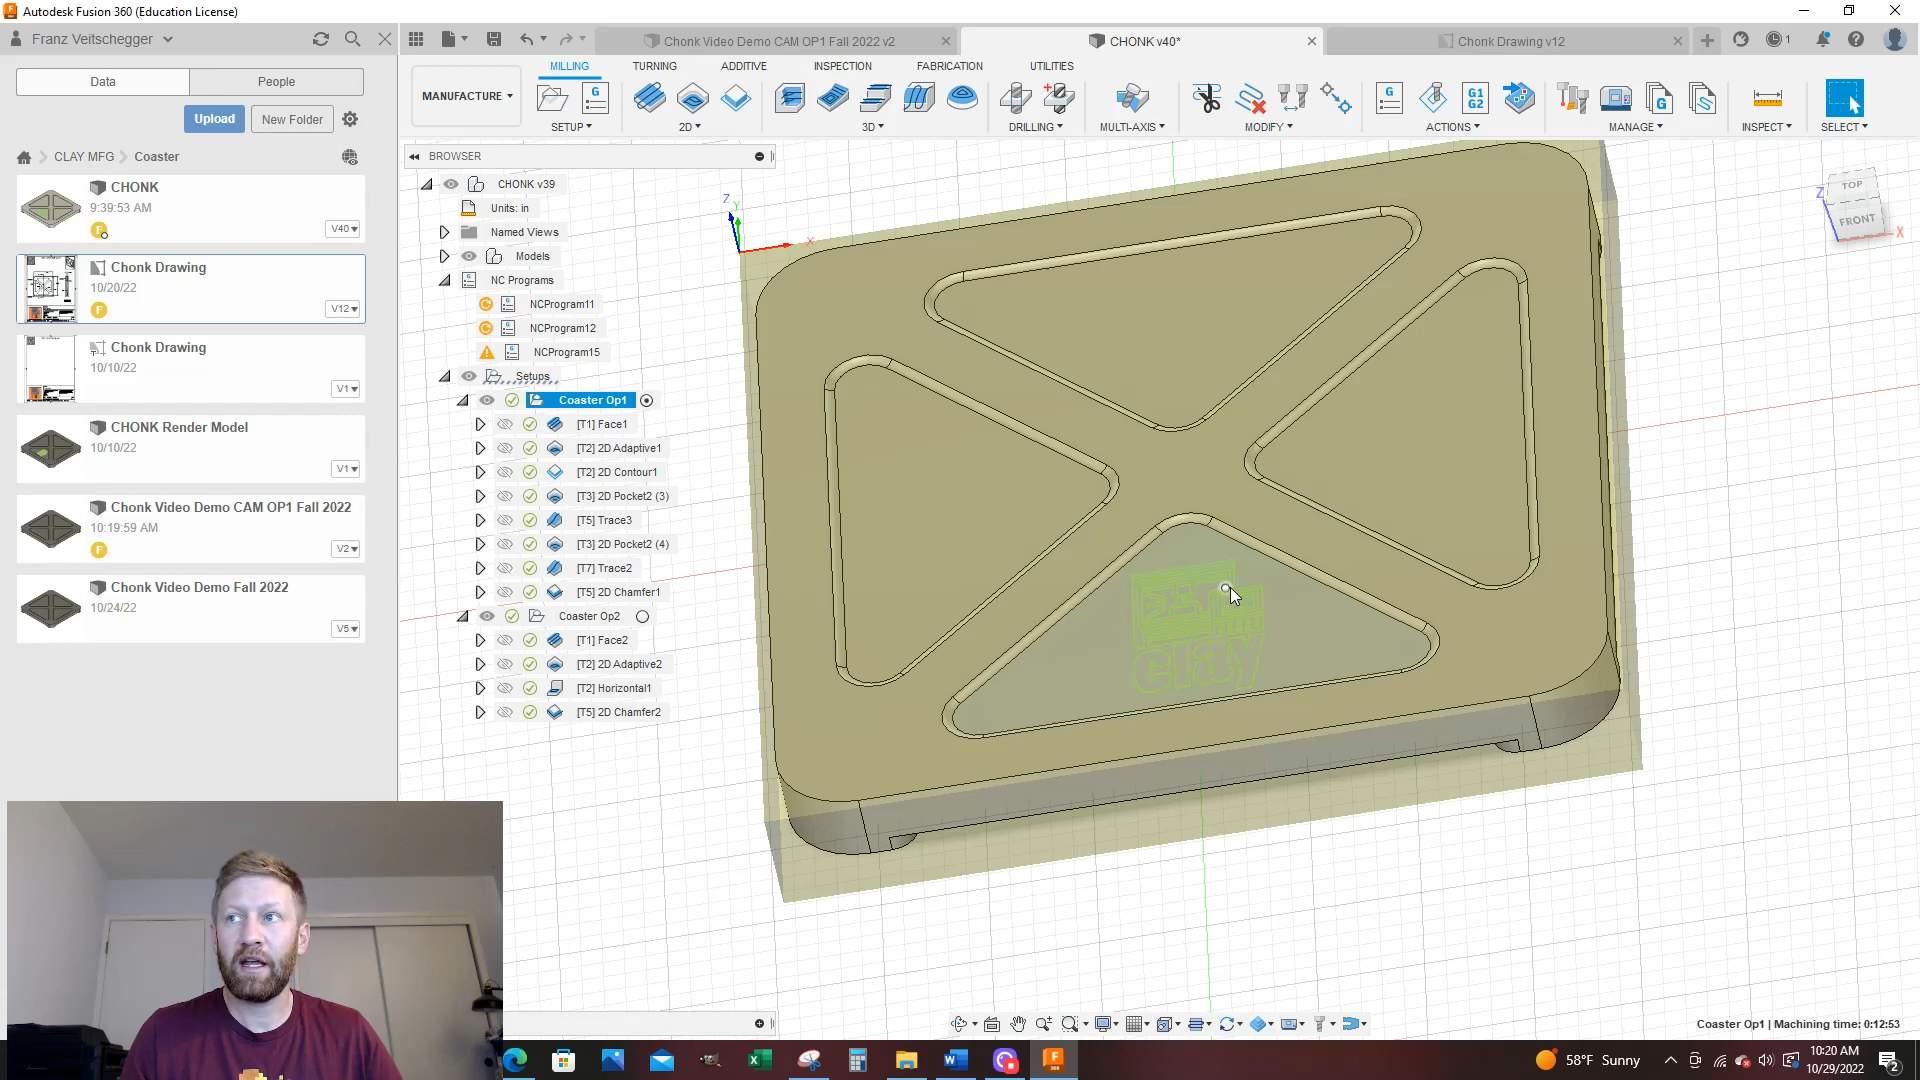 Autodesk Fusion 360 (Education License)
Franz Veitschegger
Chonk Video Demo CAM OP1 Fall 2022 v2
CHONK v40*
Chonk Drawing v12
1
Data
People
Upload
New Folder
CLAY MFG
Coaster
MILLING
TURNING
ADDITIVE
INSPECTION
FABRICATION
UTILITIES
MANUFACTURE
SETUP
2D
3D
DRILLING
MULTI-AXIS
MODIFY
ACTIONS
MANAGE
INSPECT
SELECT
G1
G2
CHONK
9:39:53 AM
V40
Chonk Drawing
10/20/22
V12
Chonk Drawing
10/10/22
V1
CHONK Render Model
10/10/22
V1
Chonk Video Demo CAM OP1 Fall 2022
10:19:59 AM
V2
Chonk Video Demo Fall 2022
10/24/22
V5
BROWSER
CHONK v39
Units: in
Named Views
Models
NC Programs
NCProgram11
NCProgram12
NCProgram15
Setups
Coaster Op1
[T1] Face1
[T2] 2D Adaptive1
[T2] 2D Contour1
[T3] 2D Pocket2 (3)
[T5] Trace3
[T3] 2D Pocket2 (4)
[T7] Trace2
[T5] 2D Chamfer1
Coaster Op2
[T1] Face2
[T2] 2D Adaptive2
[T2] Horizontal1
[T5] 2D Chamfer2
Z
Y
X
clay
TOP
FRONT
Z
X
Coaster Op1 | Machining time: 0:12:53
58°F Sunny
10:20 AM
10/29/2022
2